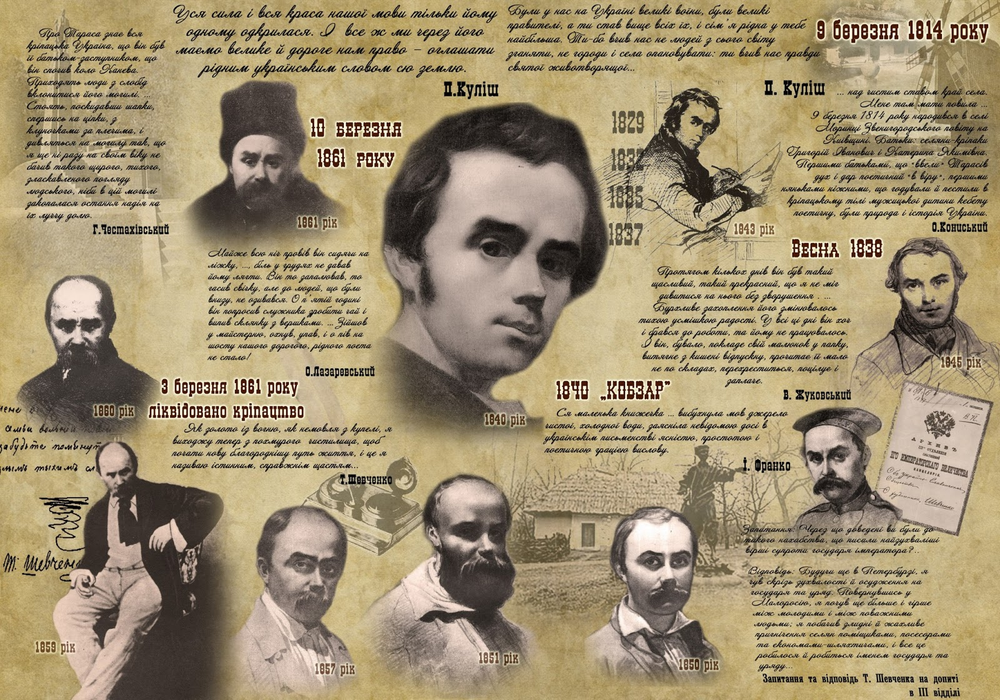 Уся сила і вся краса нашої мови тільки йому
одному одкрилася. І все ж ми через його
маємо велике й дороге нам право – оглашати
рідним українським словом сю землю.
П.Куліш
Були у нас на Україні великі воїни, були великі
правителі, а ти став вище всіх їх, і сім'я рідна у тебе
найбільша. Ти-бо вчив нас не людей з сього світу
зганяти, не городи і села опановувати: ти вчив нас правди
святої животворящої...
П. Куліш
9 березня 1814 року
... над чистим ставом край села.
Мене там мати повила ...
9 березня 1814 року народився в селі
Моринці Звенигородського повіту на
Київщині. Батьки: селяни-кріпаки
Григорій Іванович і Катерина Якимівна.
Першими батьками, що "ввели" Тарасів
дух і дар поетичний "в віру", першими
няньками ніжними, що годували й пестили в
кріпацькому тілі мужицької дитини кебету
поетичну, були природа і історія України.
О.Кониський
Про Тараса знає вся
кріпацька Україна, що він був
її батьком-заступником, що
він спочив коло Канева.
Приходять люди з слобід
вклонитися його могилі. ...
Стоять, поскидавши шапки,
спершись на ціпки, з
клуночками за плечима, і
дивляться на могилу так, що
я ще ні разу на своїм віку не
бачив такого щирого, тихого,
зласкавленого погляду
людського, ніби в цій могилі
закопалася остання надія на
їх луччу долю.
Г.Честахівський
10 березня
1861 року
1861 рік
1829
1832
1835
1837
1843 рік
Весна 1838
Протягом кількох днів він був такий
щасливий, такий прекрасний, що я не міг
дивитися на нього без зворушення . ...
Бурхливе захоплення його змінювалось
тихою усмішкою радості. У всі ці дні він хоч
і брався до роботи, та йому не працювалось.
І він, бувало, покладе свій малюнок у папку,
витягне з кишені відпускну, прочитає її мало
не по складах, перехреститься, поцілує і
заплаче.
В. Жуковський
1845 рік
Майже всю ніч провів він сидячи на
ліжку, ..., біль у грудях не давав
йому лягти. Він то запалював, то
гасив свічку, але до людей, що були
внизу, не озивався. О п'ятій годині
він попросив служника зробити чай і
випив склянку з вершками. ... Зійшов
у майстерню, охнув, упав, і о пів на
шосту нашого дорогого, рідного поета
не стало!
О.Лазаревський
3 березня 1861 року
ліквідовано кріпацтво
1860 рік
Як золото із вогню, як немовля з купелі, я
виходжу тепер з похмурого чистилища, щоб
почати нову благороднішу путь життя, і це я
називаю істинним, справжнім щастям...
Т.Шевченко
1840 рік
1840 „КОБЗАР”
Ся маленька книжечка ... вибухнула мов джерело
чистої, холодної води, заясніла невідомою досі в
українськім письменстві ясністю, простотою і
поетичною грацією вислову.
І. Франко
АРХИВЪ
III<sup>го</sup> ОТДѢЛЕНІЯ
СОБСТВЕННОЙ
ЕГО ИМПЕРАТОРСКАГО ВЕЛИЧЕСТВА
КАНЦЕЛЯРІИ.
Т. Шевченко
1859 рік
1857 рік
1851 рік
1850 рік
Запитання: Через що доведені ви були до
такого нахабства, що писали найзухваліші
вірші супроти государя імператора?..
Відповідь: Будучи ще в Петербурзі, я
чув скрізь зухвалості й осудження на
государя та уряд. Повернувшись у
Малоросію, я почув ще більше і гірше
між молодими і між поважними
людьми; я побачив злидні й жахливе
пригнічення селян поміщиками, посесорами
та економами-шляхтичами, і все це
робилося й робиться іменем государя та
уряду...
Запитання та відповідь Т. Шевченка на допиті
в III відділі